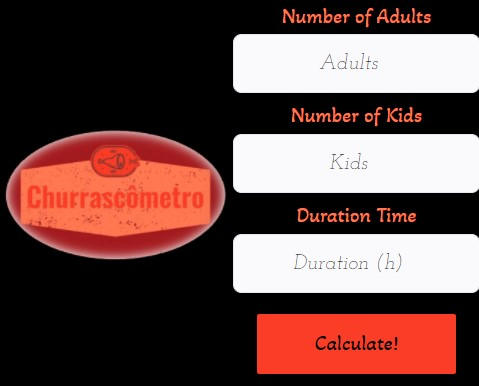 Number of Adults
Adults
Number of Kids
Kids
Churrascômetro
Duration Time
Duration (h)
Calculate!